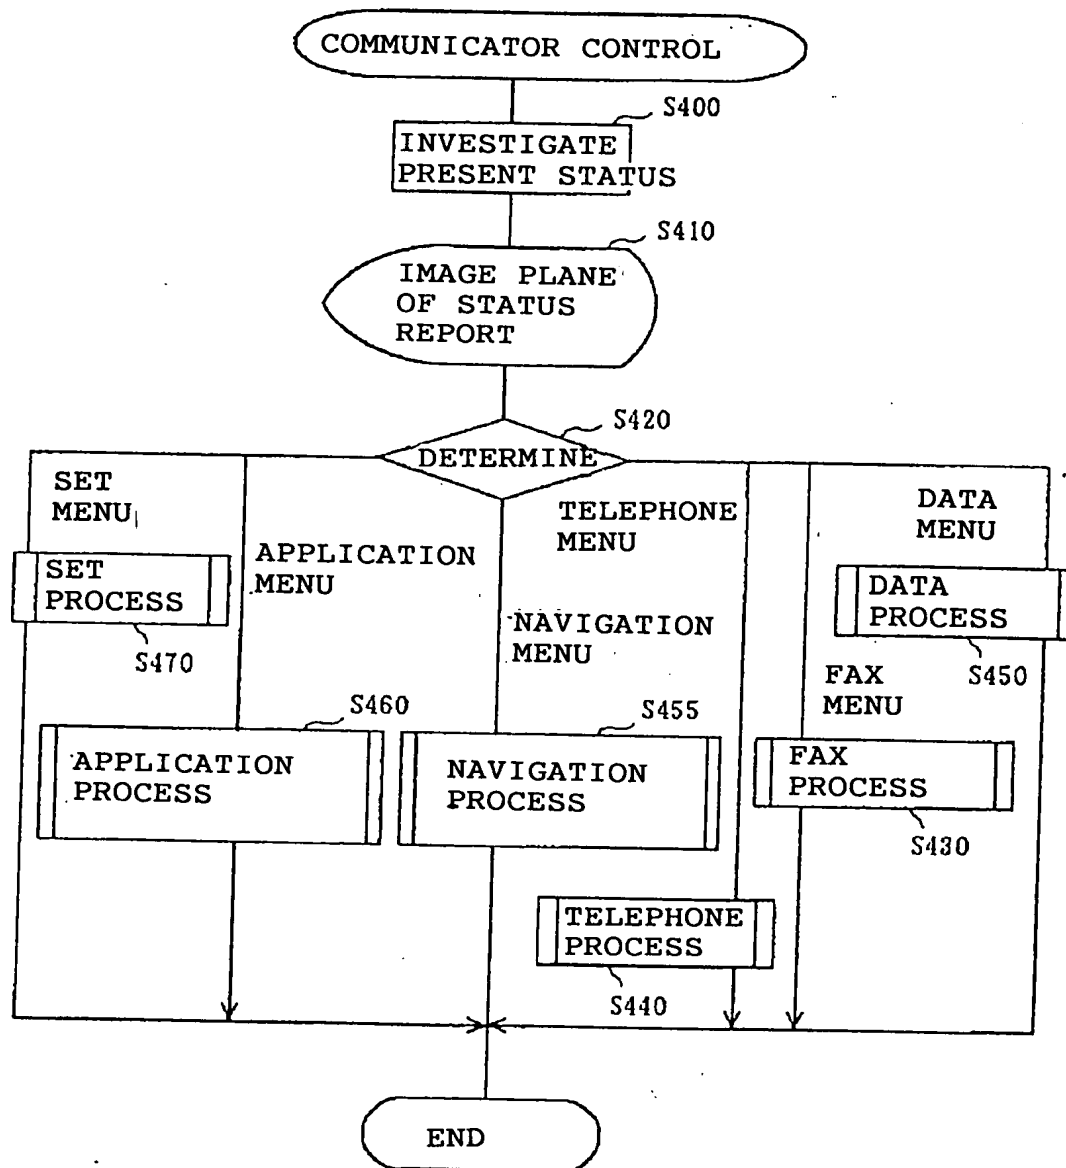 COMMUNICATOR CONTROL
S400
INVESTIGATE
PRESENT STATUS
S410
IMAGE PLANE
OF STATUS
REPORT
S420
DETERMINE
SET
MENU
APPLICATION
MENU
NAVIGATION
MENU
TELEPHONE
MENU
DATA
MENU
SET
PROCESS
S470
DATA
PROCESS
S450
FAX
MENU
S460
APPLICATION
PROCESS
S455
NAVIGATION
PROCESS
FAX
PROCESS
S430
TELEPHONE
PROCESS
S440
END